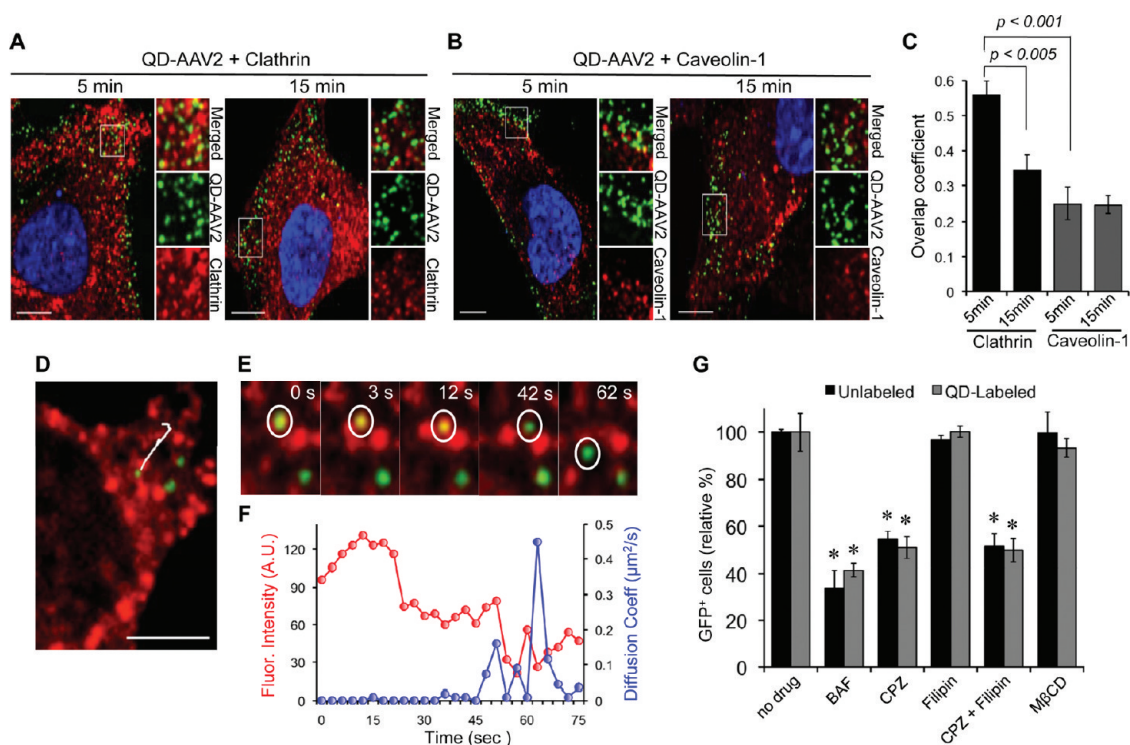 A
QD-AAV2 + Clathrin
5 min
15 min
Merged
QD-AAV2
Clathrin
Merged
QD-AAV2
Clathrin
B
QD-AAV2 + Caveolin-1
5 min
15 min
Merged
QD-AAV2
Caveolin-1
Merged
QD-AAV2
Caveolin-1
C
p < 0.001
p < 0.005
Overlap coefficient
0.6
0.5
0.4
0.3
0.2
0.1
0
5min
15min
5min
15min
Clathrin
Caveolin-1
D
E
0 s
3 s
12 s
42 s
62 s
F
Fluor. Intensity (A.U.)
120
90
60
30
0
0.5
0.4
0.3
0.2
0.1
0
Diffusion Coeff (µm²/s)
0
15
30
45
60
75
Time (sec )
G
Unlabeled
QD-Labeled
GFP⁺ cells (relative %)
100
80
60
40
20
0
* *
* *
* *
no drug
BAF
CPZ
Filipin
CPZ + Filipin
MβCD